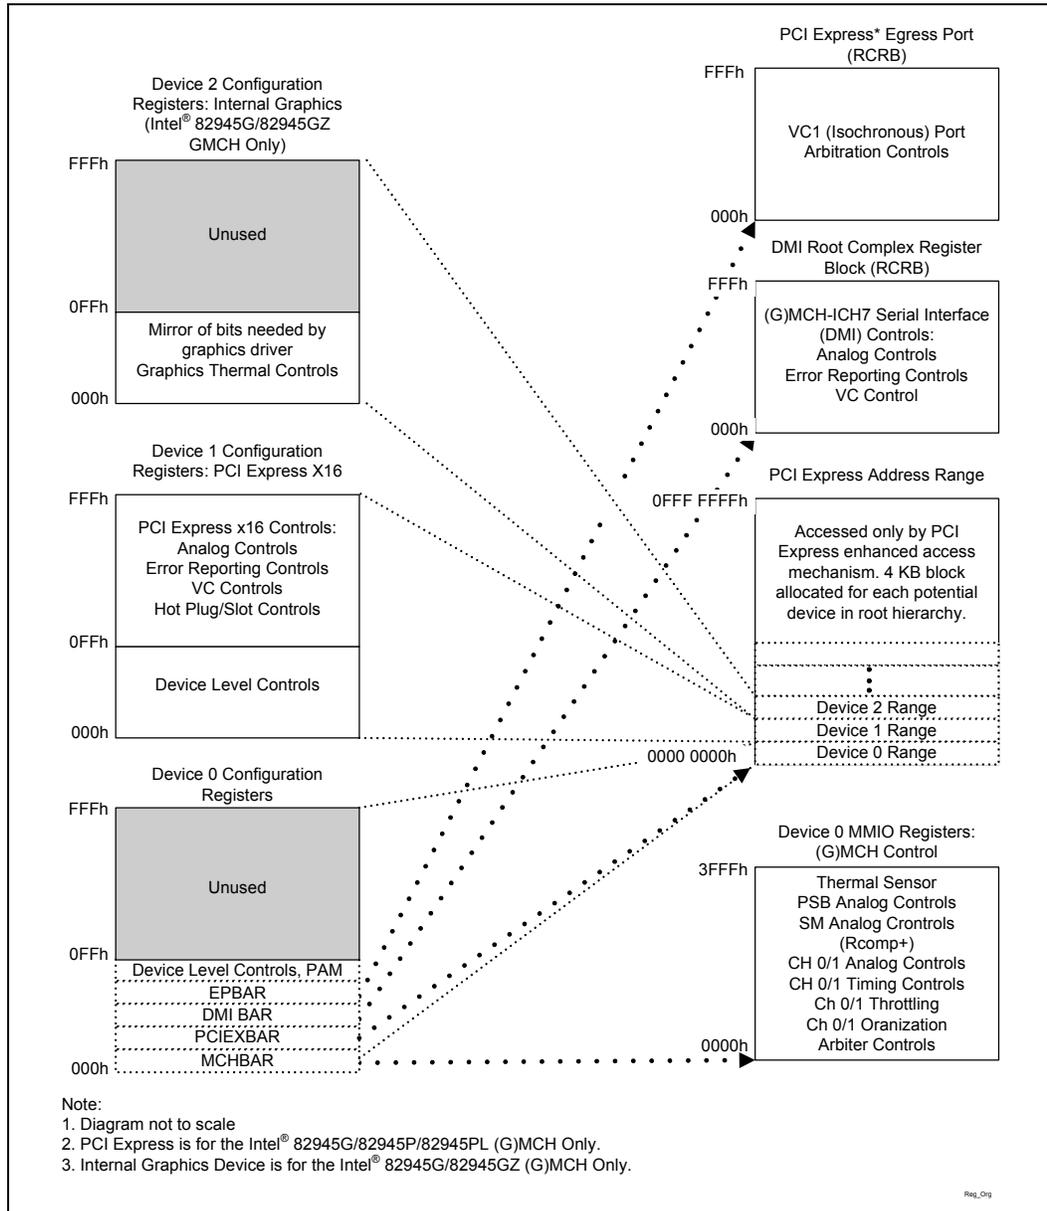 PCI Express* Egress Port
(RCRB)
FFFh
VC1 (Isochronous) Port
Arbitration Controls
000h
Device 2 Configuration
Registers: Internal Graphics
(Intel® 82945G/82945GZ
GMCH Only)
FFFh
Unused
0FFh
Mirror of bits needed by
graphics driver
Graphics Thermal Controls
000h
DMI Root Complex Register
Block (RCRB)
FFFh
(G)MCH-ICH7 Serial Interface
(DMI) Controls:
Analog Controls
Error Reporting Controls
VC Control
000h
Device 1 Configuration
Registers: PCI Express X16
FFFh
PCI Express x16 Controls:
Analog Controls
Error Reporting Controls
VC Controls
Hot Plug/Slot Controls
0FFh
Device Level Controls
000h
PCI Express Address Range
0FFF FFFFh
Accessed only by PCI
Express enhanced access
mechanism. 4 KB block
allocated for each potential
device in root hierarchy.
Device 2 Range
Device 1 Range
Device 0 Range
0000 0000h
Device 0 Configuration
Registers
FFFh
Unused
0FFh
Device Level Controls, PAM
EPBAR
DMI BAR
PCIEXBAR
MCHBAR
000h
Device 0 MMIO Registers:
(G)MCH Control
3FFFh
Thermal Sensor
PSB Analog Controls
SM Analog Crontrols
(Rcomp+)
CH 0/1 Analog Controls
CH 0/1 Timing Controls
Ch 0/1 Throttling
Ch 0/1 Oranization
Arbiter Controls
0000h
Note:
1. Diagram not to scale
2. PCI Express is for the Intel® 82945G/82945P/82945PL (G)MCH Only.
3. Internal Graphics Device is for the Intel® 82945G/82945GZ (G)MCH Only.
Reg_Org